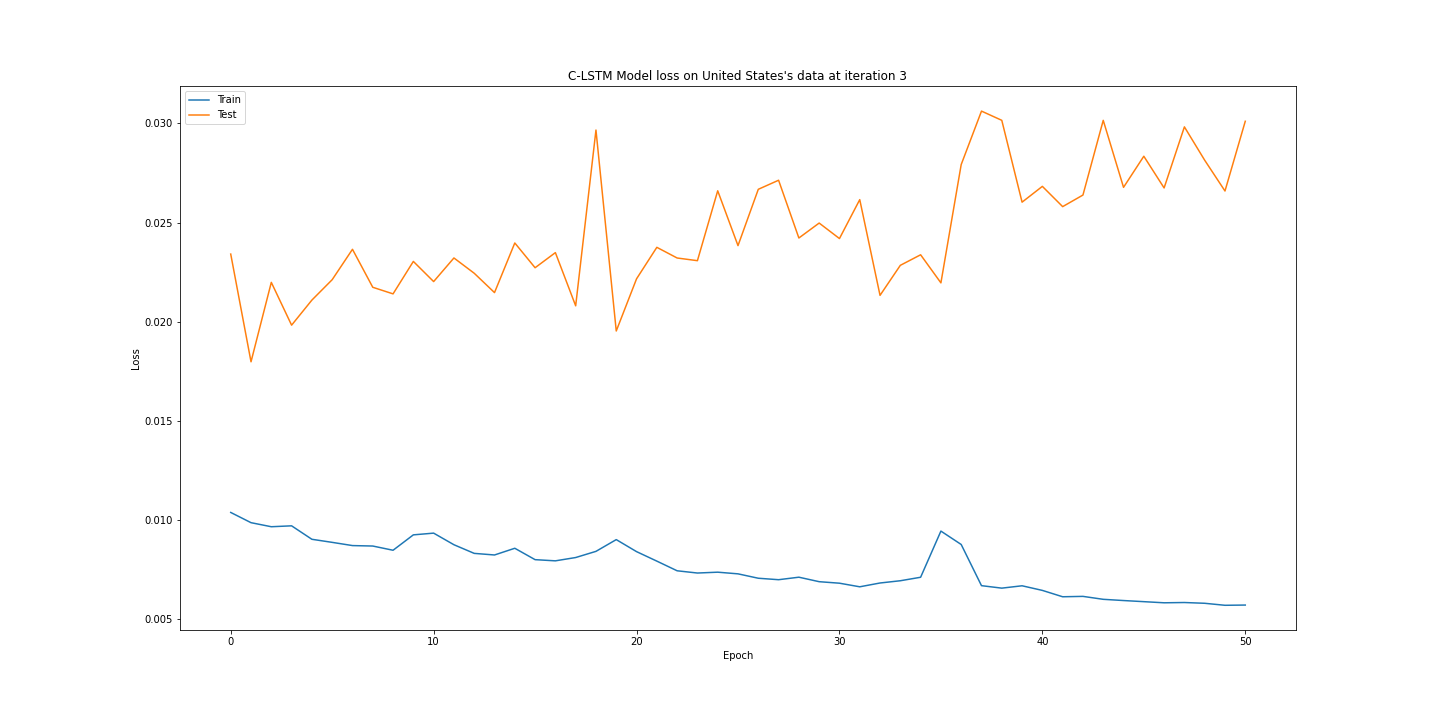 C-LSTM Model loss on United States's data at iteration 3
Train
Test
0.030
0.025
0.020
0.015
0.010
0.005
Loss
0 10 20 30 40 50
Epoch